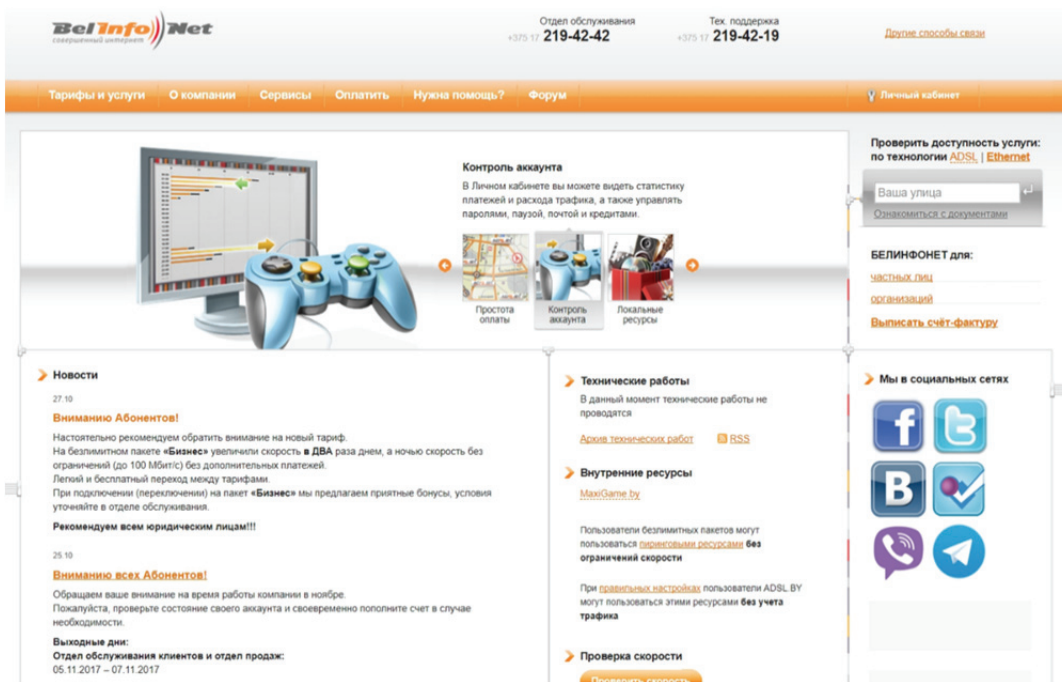 Bel Info Net
совершенный интернет
Отдел обслуживания
+375 17 219-42-42
Тех. поддержка
+375 17 219-42-19
Другие способы связи
Тарифы и услуги
О компании
Сервисы
Оплатить
Нужна помощь?
Форум
Личный кабинет
Контроль аккаунта
В Личном кабинете вы можете видеть статистику
платежей и расхода трафика, а также управлять
паролями, паузой, почтой и кредитами.
Простота
оплаты
Контроль
аккаунта
Локальные
ресурсы
Проверить доступность услуги:
по технологии ADSL | Ethernet
Ваша улица
Ознакомиться с документами
БЕЛИНФОНЕТ для:
частных лиц
организаций
Выписать счёт-фактуру
Новости
27.10
Вниманию Абонентов!
Настоятельно рекомендуем обратить внимание на новый тариф.
На безлимитном пакете «Бизнес» увеличили скорость в ДВА раза днем, а ночью скорость без
ограничений (до 100 Мбит/с) без дополнительных платежей.
Легкий и бесплатный переход между тарифами.
При подключении (переключении) на пакет «Бизнес» мы предлагаем приятные бонусы, условия
уточняйте в отделе обслуживания.
Рекомендуем всем юридическим лицам!!!
25.10
Вниманию всех Абонентов!
Обращаем ваше внимание на время работы компании в ноябре.
Пожалуйста, проверьте состояние своего аккаунта и своевременно пополните счет в случае
необходимости.
Выходные дни:
Отдел обслуживания клиентов и отдел продаж:
05.11.2017 – 07.11.2017
Технические работы
В данный момент технические работы не
проводятся
Архив технических работ
RSS
Внутренние ресурсы
MaxiGame.by
Пользователи безлимитных пакетов могут
пользоваться пиринговыми ресурсами без
ограничений скорости
При правильных настройках пользователи ADSL.BY
могут пользоваться этими ресурсами без учета
трафика
Проверка скорости
Проверить скорость
Мы в социальных сетях